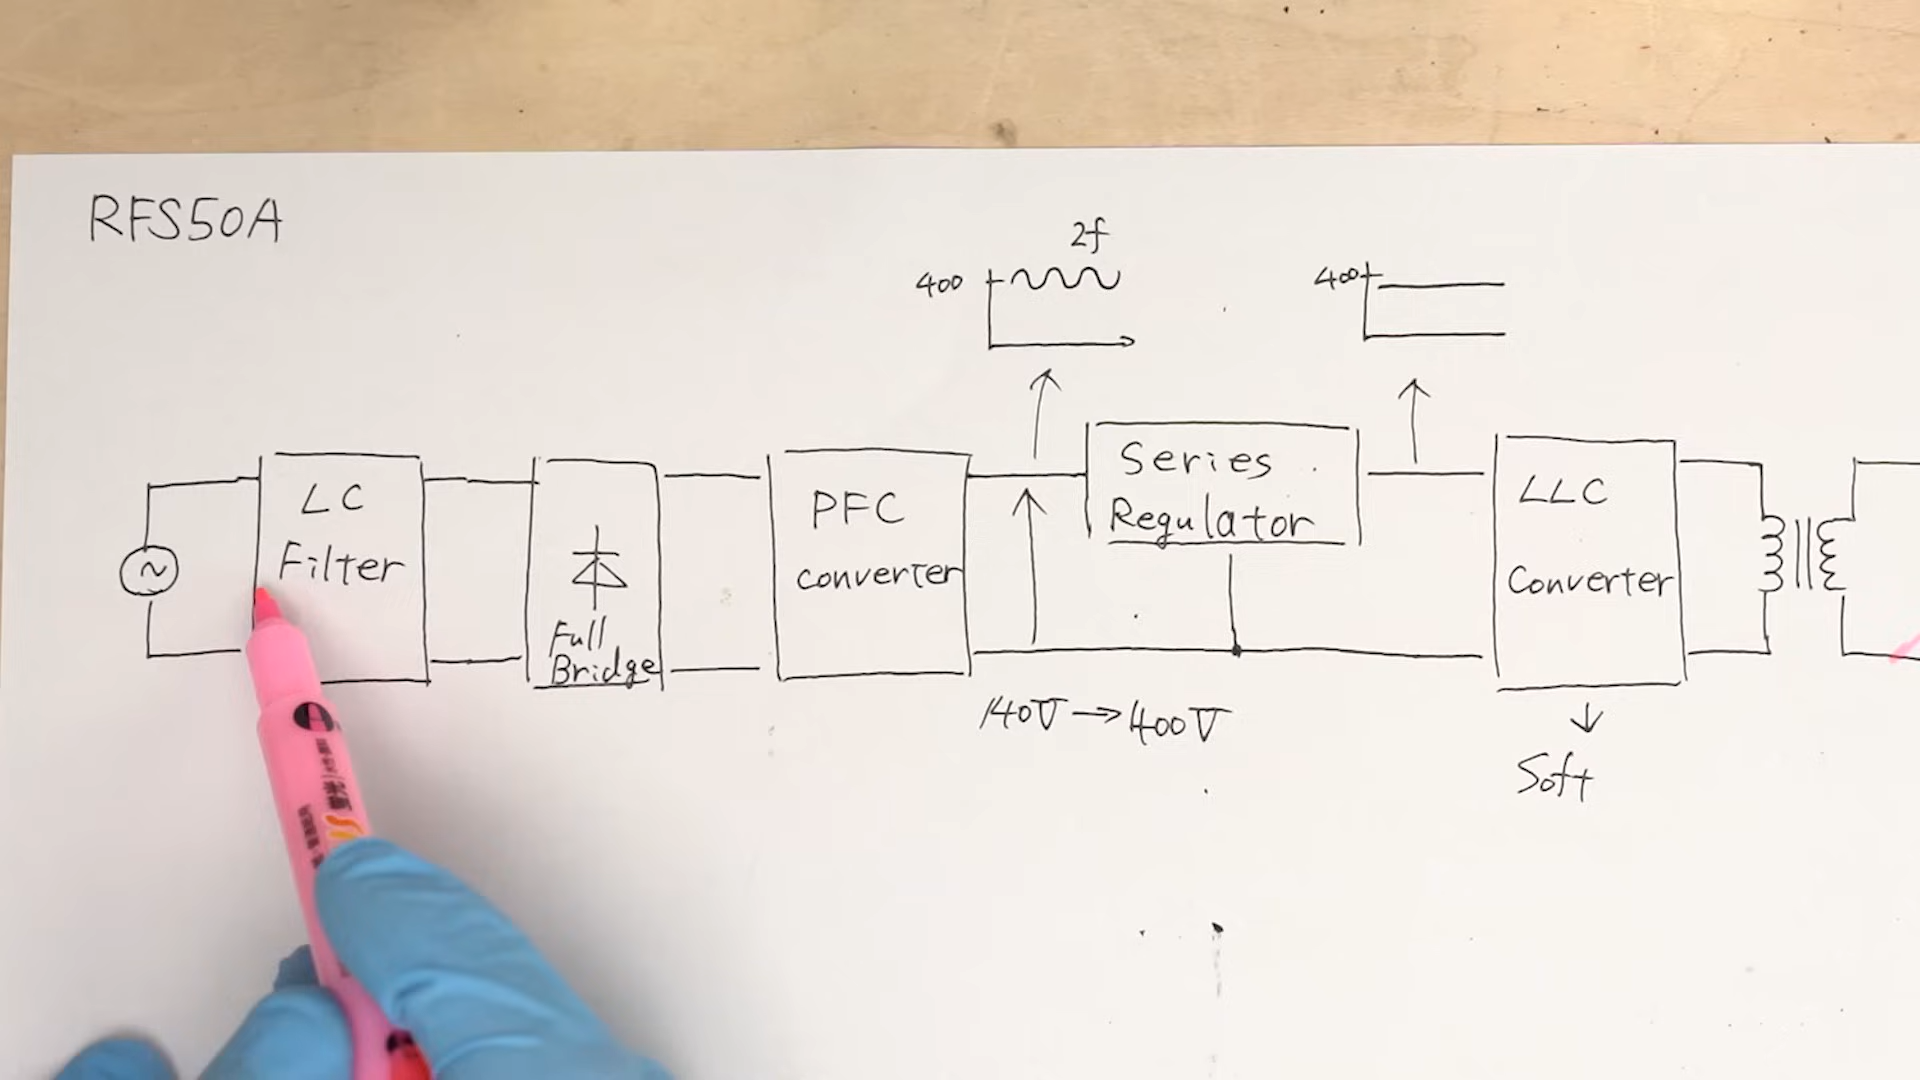 RFS50A
2f
400
400
LC
Filter
Full
Bridge
PFC
converter
Series
Regulator
LLC
Converter
140V→400V
Soft